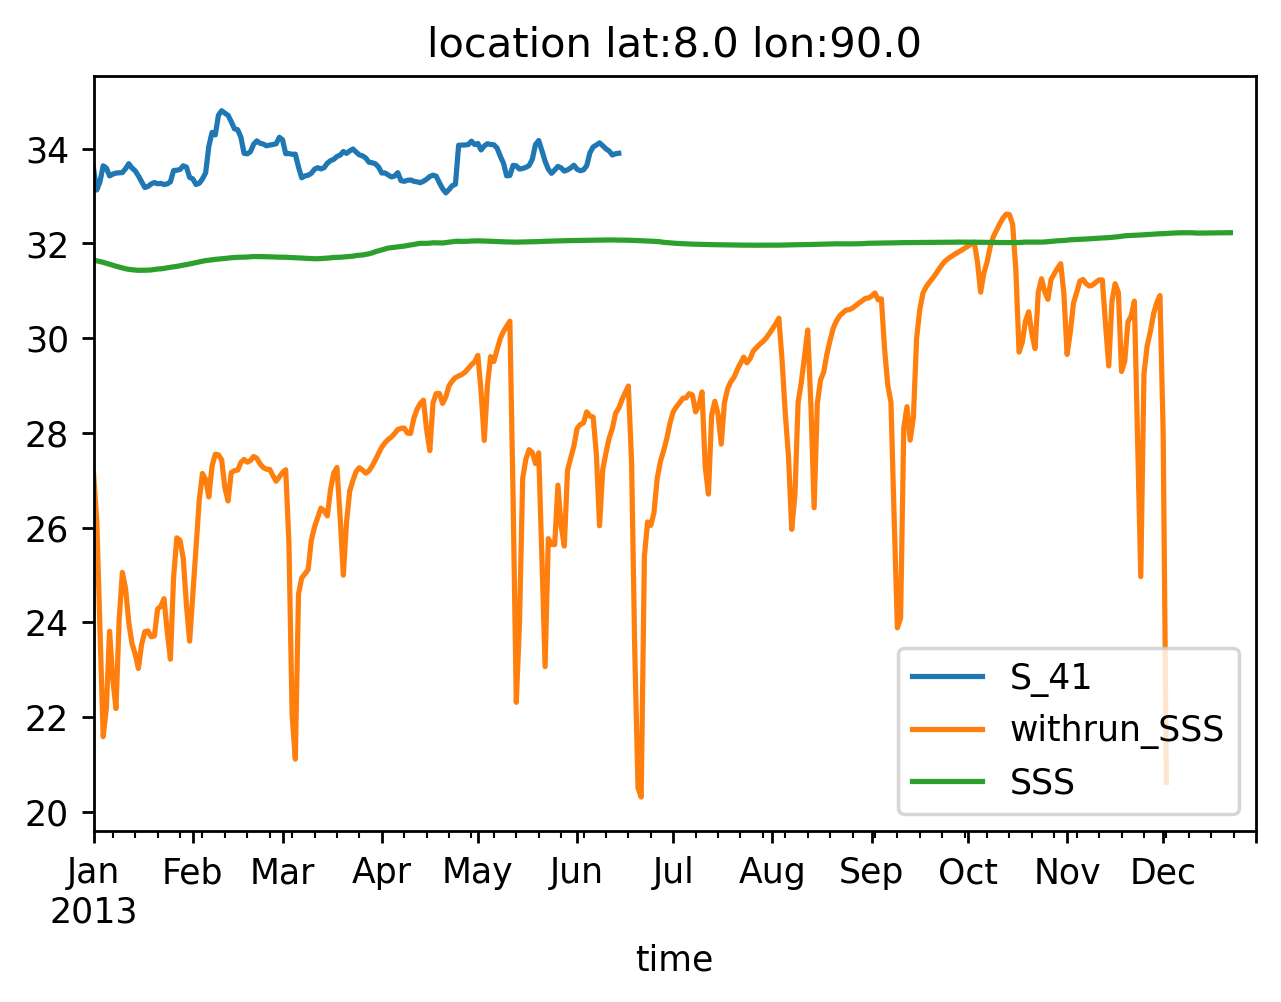 location lat:8.0 lon:90.0
34
32
30
28
26
24
22
20
S_41
withrun_SSS
SSS
Jan Feb Mar Apr May Jun Jul Aug Sep Oct Nov Dec
2013
time